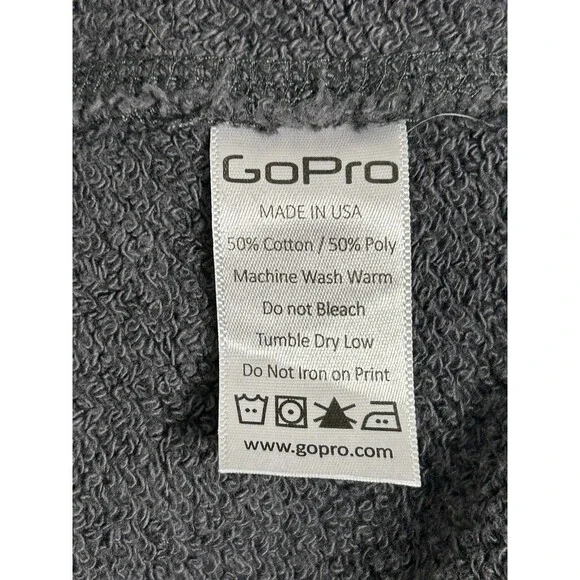 GoPro
MADE IN USA
50% Cotton / 50% Poly
Machine Wash Warm
Do not Bleach
Tumble Dry Low
Do Not Iron on Print
www.gopro.com